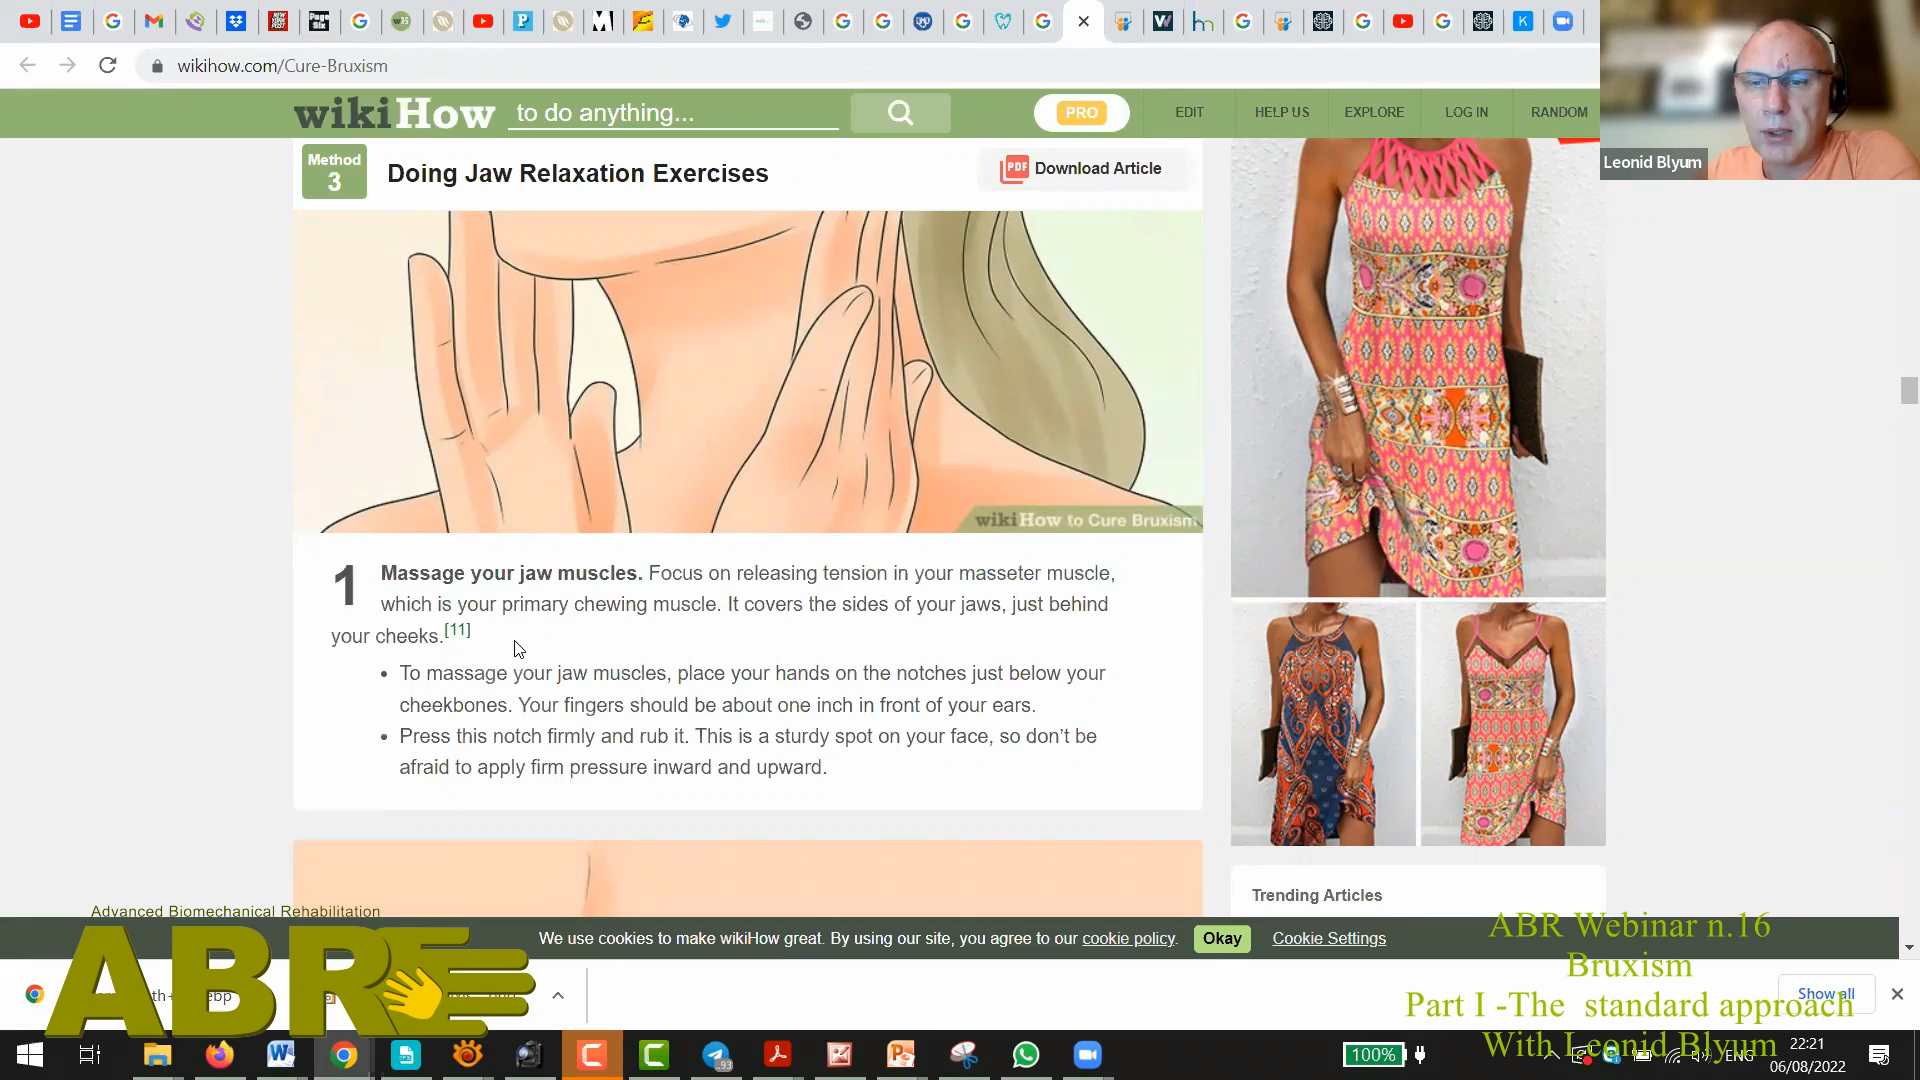 wikihow.com/Cure-Bruxism
wikiHow to do anything...
PRO
EDIT
HELP US
EXPLORE
LOG IN
RANDOM
Leonid Blyum
Method
3
Doing Jaw Relaxation Exercises
PDF
Download Article
wikiHow to Cure Bruxism
1
Massage your jaw muscles. Focus on releasing tension in your masseter muscle,
which is your primary chewing muscle. It covers the sides of your jaws, just behind
your cheeks.[11]
• To massage your jaw muscles, place your hands on the notches just below your
cheekbones. Your fingers should be about one inch in front of your ears.
• Press this notch firmly and rub it. This is a sturdy spot on your face, so don't be
afraid to apply firm pressure inward and upward.
Trending Articles
Advanced Biomechanical Rehabilitation
ABR
We use cookies to make wikiHow great. By using our site, you agree to our cookie policy.
Okay
Cookie Settings
ABR Webinar n.16
Bruxism
Part I -The standard approach
With Leonid Blyum
Show all
100%
ENG
22:21
06/08/2022